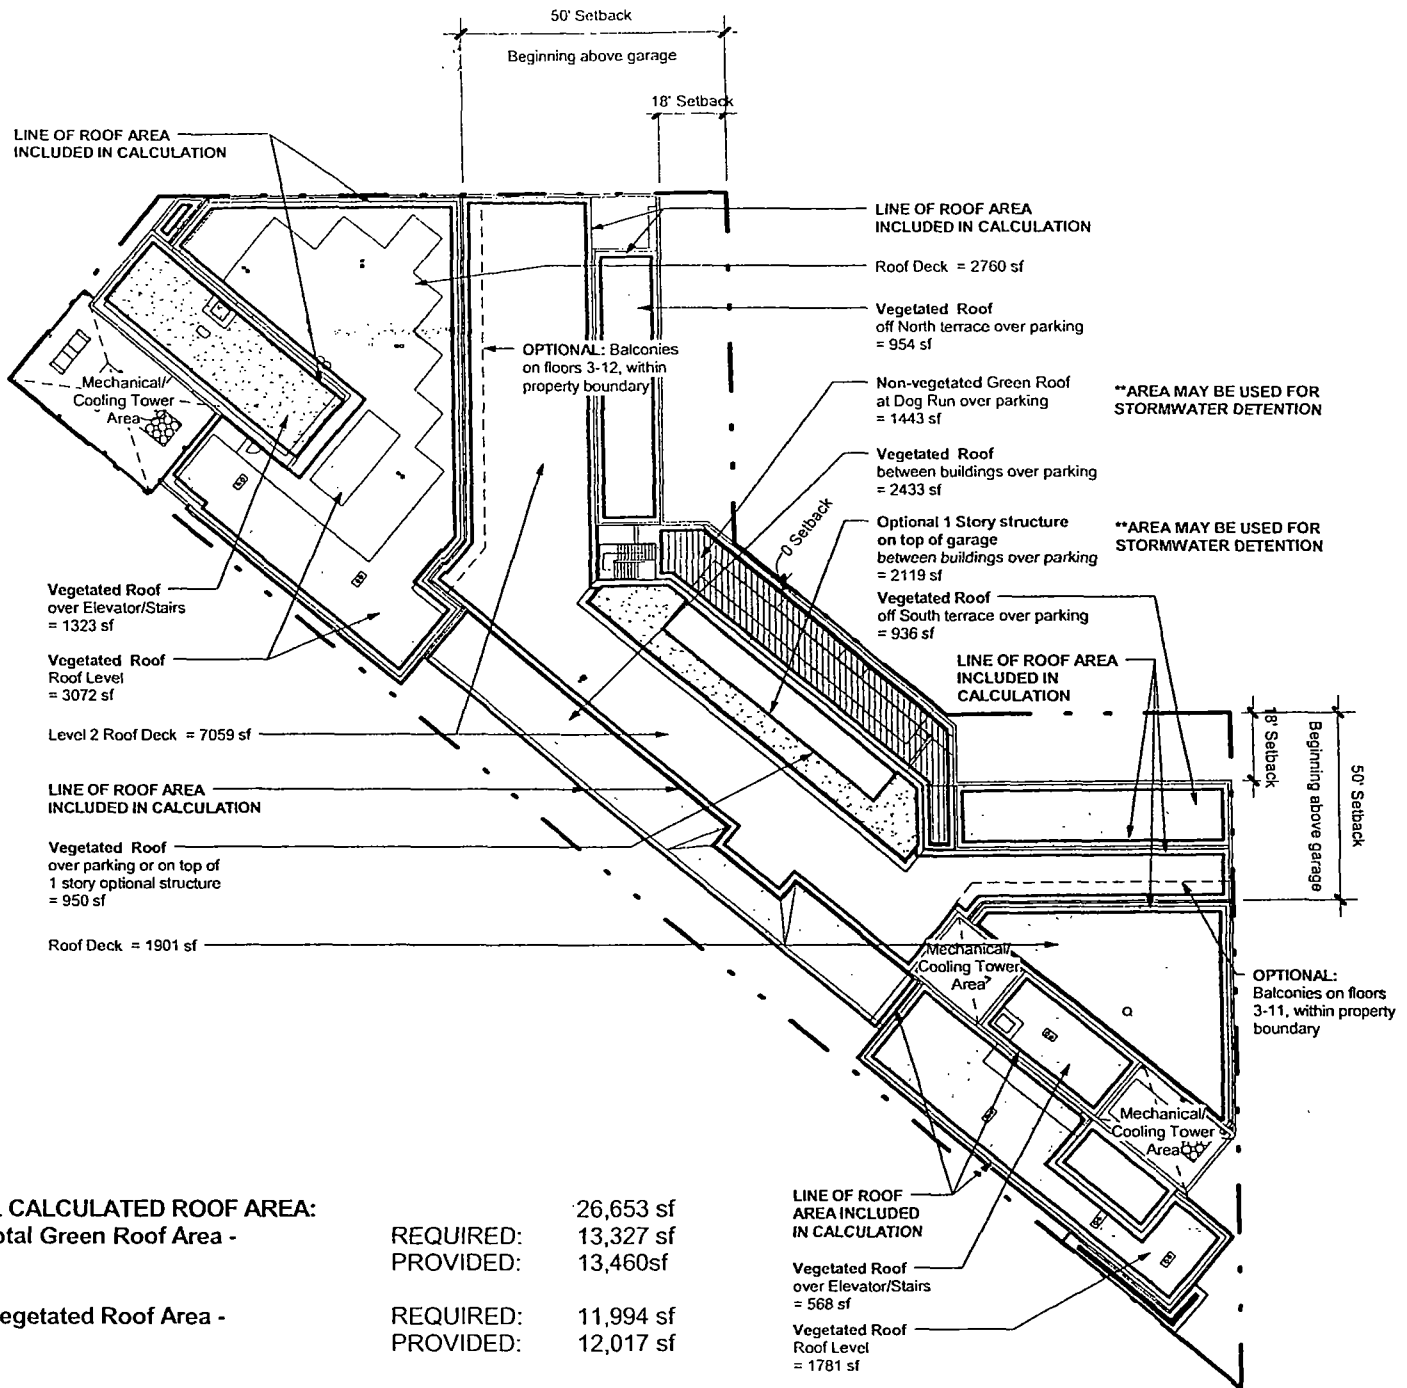 50' Setback
Beginning above garage
18' Setback
LINE OF ROOF AREA
INCLUDED IN CALCULATION
LINE OF ROOF AREA
INCLUDED IN CALCULATION
Roof Deck = 2760 sf
Vegetated Roof
off North terrace over parking
= 954 sf
OPTIONAL: Balconies
on floors 3-12, within
property boundary
Mechanical/
Cooling Tower
Area
Non-vegetated Green Roof
at Dog Run over parking
= 1443 sf
**AREA MAY BE USED FOR
STORMWATER DETENTION
Vegetated Roof
between buildings over parking
= 2433 sf
0 Setback
Optional 1 Story structure
on top of garage
between buildings over parking
= 2119 sf
**AREA MAY BE USED FOR
STORMWATER DETENTION
Vegetated Roof
off South terrace over parking
= 936 sf
LINE OF ROOF AREA
INCLUDED IN
CALCULATION
18' Setback
Beginning above garage
50' Setback
Vegetated Roof
over Elevator/Stairs
= 1323 sf
Vegetated Roof
Roof Level
= 3072 sf
Level 2 Roof Deck = 7059 sf
LINE OF ROOF AREA
INCLUDED IN CALCULATION
Vegetated Roof
over parking or on top of
1 story optional structure
= 950 sf
Roof Deck = 1901 sf
Mechanical/
Cooling Tower
Area
OPTIONAL:
Balconies on floors
3-11, within property
boundary
Mechanical/
Cooling Tower
Area
LINE OF ROOF
AREA INCLUDED
IN CALCULATION
Vegetated Roof
over Elevator/Stairs
= 568 sf
Vegetated Roof
Roof Level
= 1781 sf
CALCULATED ROOF AREA: 26,653 sf
otal Green Roof Area - REQUIRED: 13,327 sf
PROVIDED: 13,460sf
egetated Roof Area - REQUIRED: 11,994 sf
PROVIDED: 12,017 sf